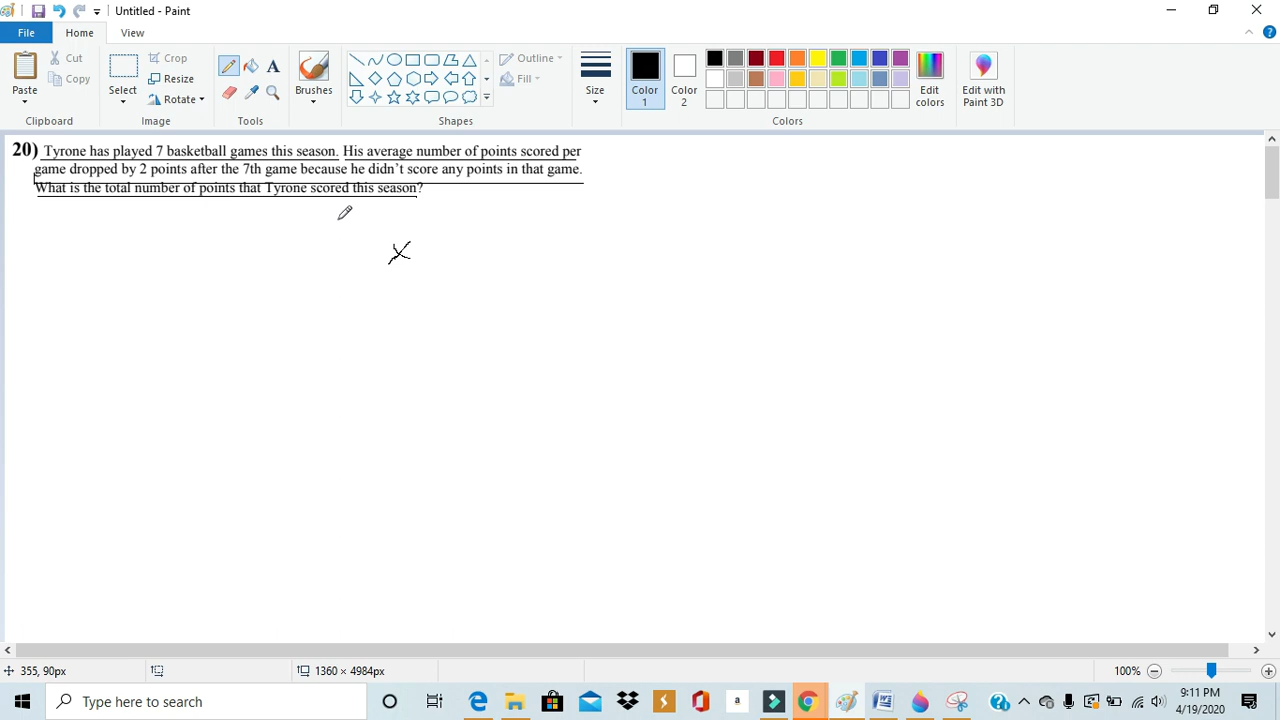 Untitled - Paint
File
Home
View
Paste
Cut
Copy
Clipboard
Select
Crop
Resize
Rotate
Image
A
Tools
Brushes
Outline
Fill
Shapes
Size
Color
1
Color
2
Colors
Edit
colors
Edit with
Paint 3D
20) Tyrone has played 7 basketball games this season. His average number of points scored per
game dropped by 2 points after the 7th game because he didn't score any points in that game.
What is the total number of points that Tyrone scored this season?
x
355, 90px
1360 × 4984px
100%
Type here to search
a
9:11 PM
4/19/2020